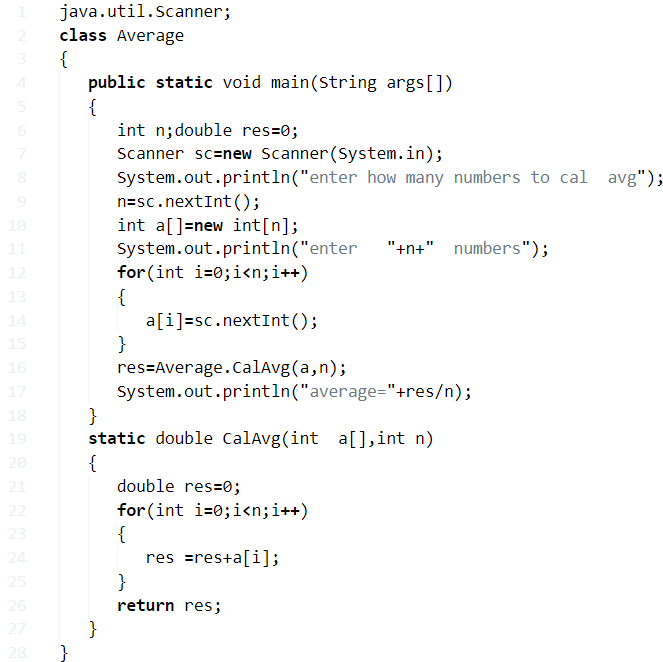 1 java.util.Scanner;
2 class Average
3 {
4 public static void main(String args[])
5 {
6 int n;double res=0;
7 Scanner sc=new Scanner(System.in);
8 System.out.println("enter how many numbers to cal  avg");
9 n=sc.nextInt();
10 int a[]=new int[n];
11 System.out.println("enter   "+n+"  numbers");
12 for(int i=0;i<n;i++)
13 {
14 a[i]=sc.nextInt();
15 }
16 res=Average.CalAvg(a,n);
17 System.out.println("average="+res/n);
18 }
19 static double CalAvg(int  a[],int n)
20 {
21 double res=0;
22 for(int i=0;i<n;i++)
23 {
24 res =res+a[i];
25 }
26 return res;
27 }
28 }